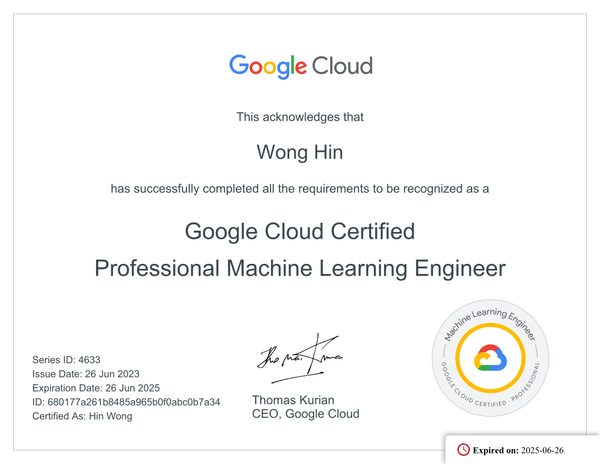 Google Cloud
This acknowledges that
Wong Hin
has successfully completed all the requirements to be recognized as a
Google Cloud Certified
Professional Machine Learning Engineer
Machine Learning Engineer
GOOGLE CLOUD CERTIFIED · PROFESSIONAL
Series ID: 4633
Issue Date: 26 Jun 2023
Expiration Date: 26 Jun 2025
ID: 680177a261b8485a965b0f0abc0b7a34
Certified As: Hin Wong
Thomas Kurian
CEO, Google Cloud
Expired on: 2025-06-26